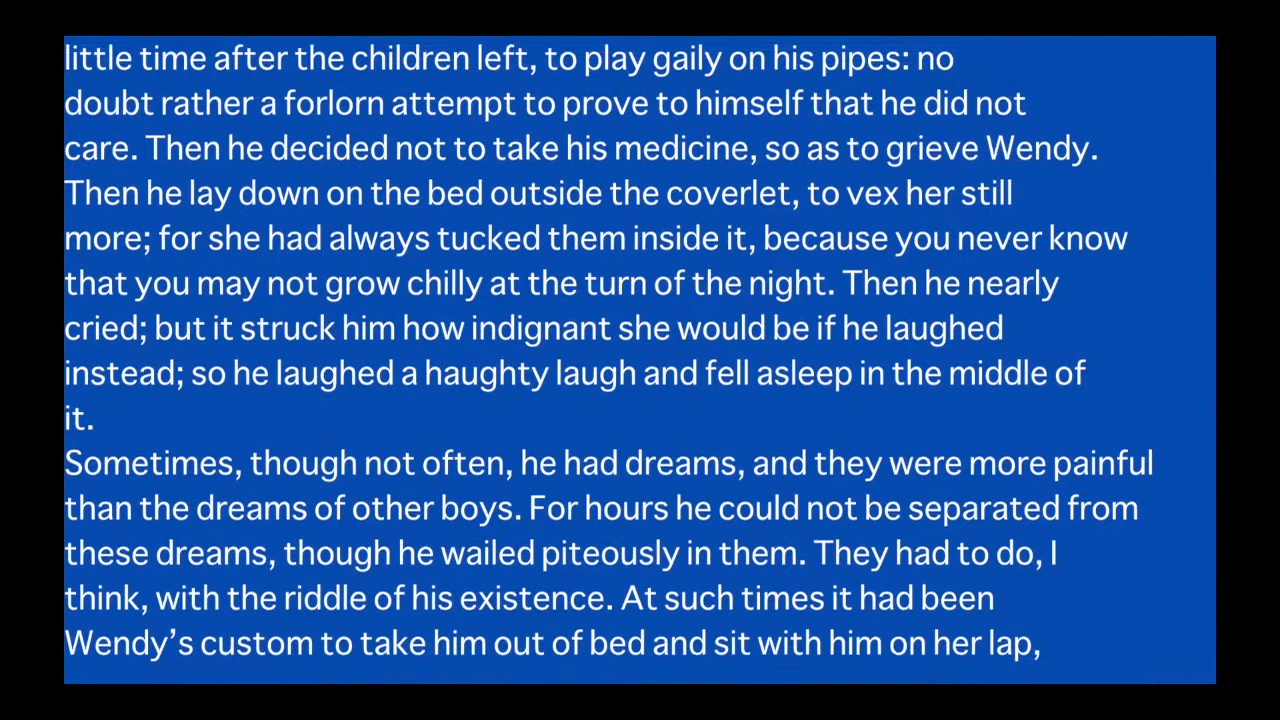 little time after the children left, to play gaily on his pipes: no
doubt rather a forlorn attempt to prove to himself that he did not
care. Then he decided not to take his medicine, so as to grieve Wendy.
Then he lay down on the bed outside the coverlet, to vex her still
more; for she had always tucked them inside it, because you never know
that you may not grow chilly at the turn of the night. Then he nearly
cried; but it struck him how indignant she would be if he laughed
instead; so he laughed a haughty laugh and fell asleep in the middle of
it.
Sometimes, though not often, he had dreams, and they were more painful
than the dreams of other boys. For hours he could not be separated from
these dreams, though he wailed piteously in them. They had to do, I
think, with the riddle of his existence. At such times it had been
Wendy’s custom to take him out of bed and sit with him on her lap,